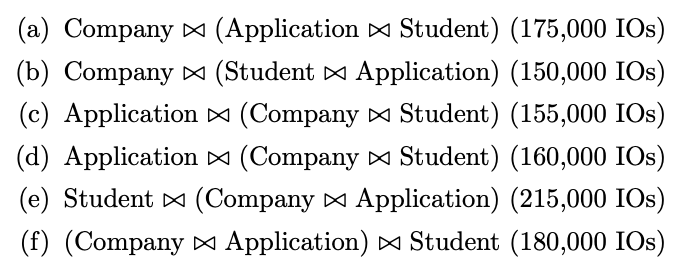 (a) Company ⋈ (Application ⋈ Student) (175,000 IOs)
(b) Company ⋈ (Student ⋈ Application) (150,000 IOs)
(c) Application ⋈ (Company ⋈ Student) (155,000 IOs)
(d) Application ⋈ (Company ⋈ Student) (160,000 IOs)
(e) Student ⋈ (Company ⋈ Application) (215,000 IOs)
(f) (Company ⋈ Application) ⋈ Student (180,000 IOs)